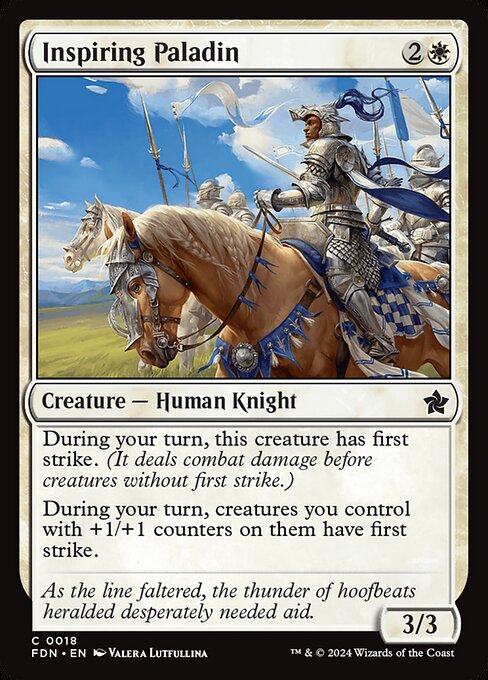 Inspiring Paladin 2
Creature — Human Knight
During your turn, this creature has first
strike. (It deals combat damage before
creatures without first strike.)
During your turn, creatures you control
with +1/+1 counters on them have first
strike.
As the line faltered, the thunder of hoofbeats
heralded desperately needed aid.
3/3
C 0018
FDN • EN Valera Lutfullina
™ & © 2024 Wizards of the Coast